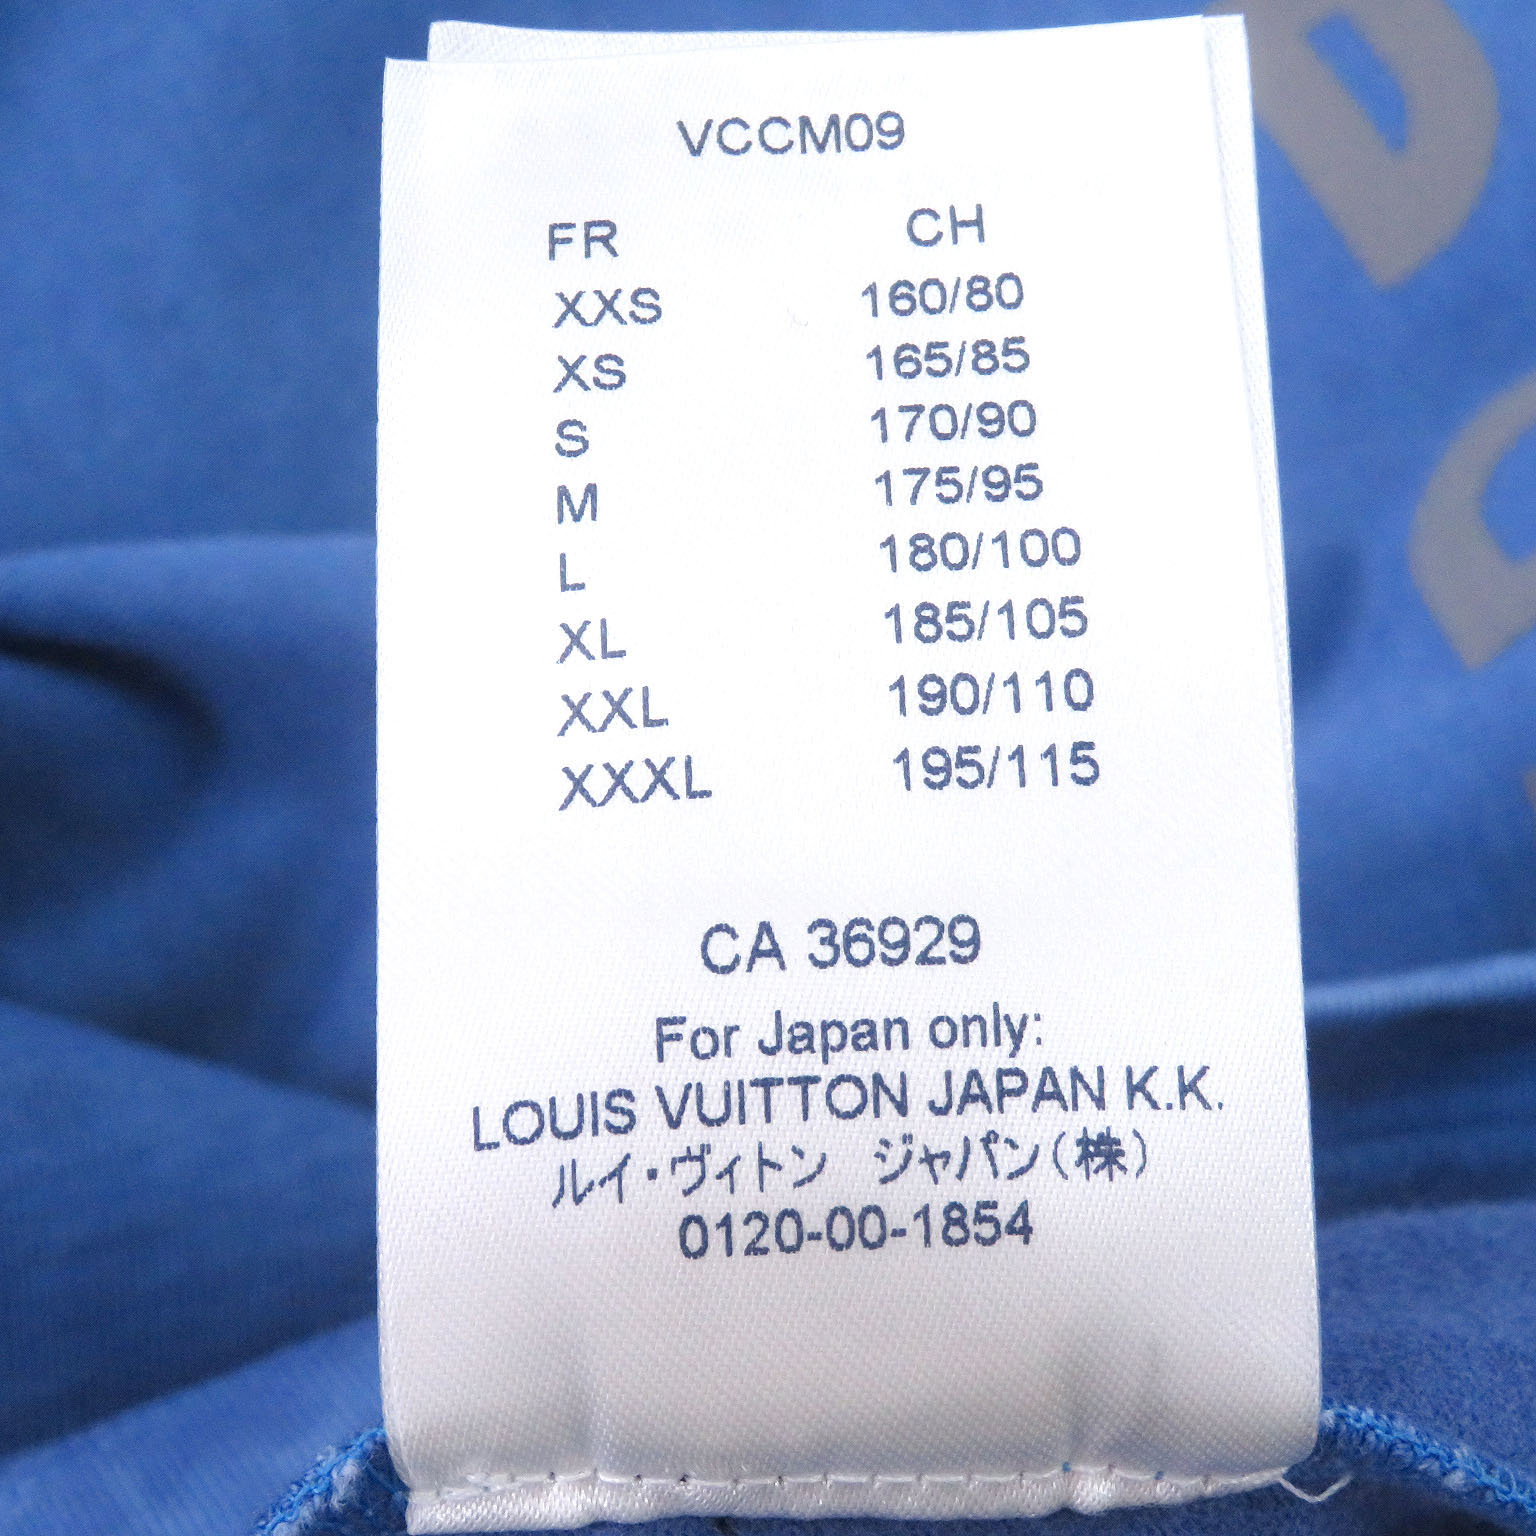 VCCM09
FR CH
XXS 160/80
XS 165/85
S 170/90
M 175/95
L 180/100
XL 185/105
XXL 190/110
XXXL 195/115
CA 36929
For Japan only:
LOUIS VUITTON JAPAN K.K.
ルイ・ヴィトン ジャパン(株)
0120-00-1854